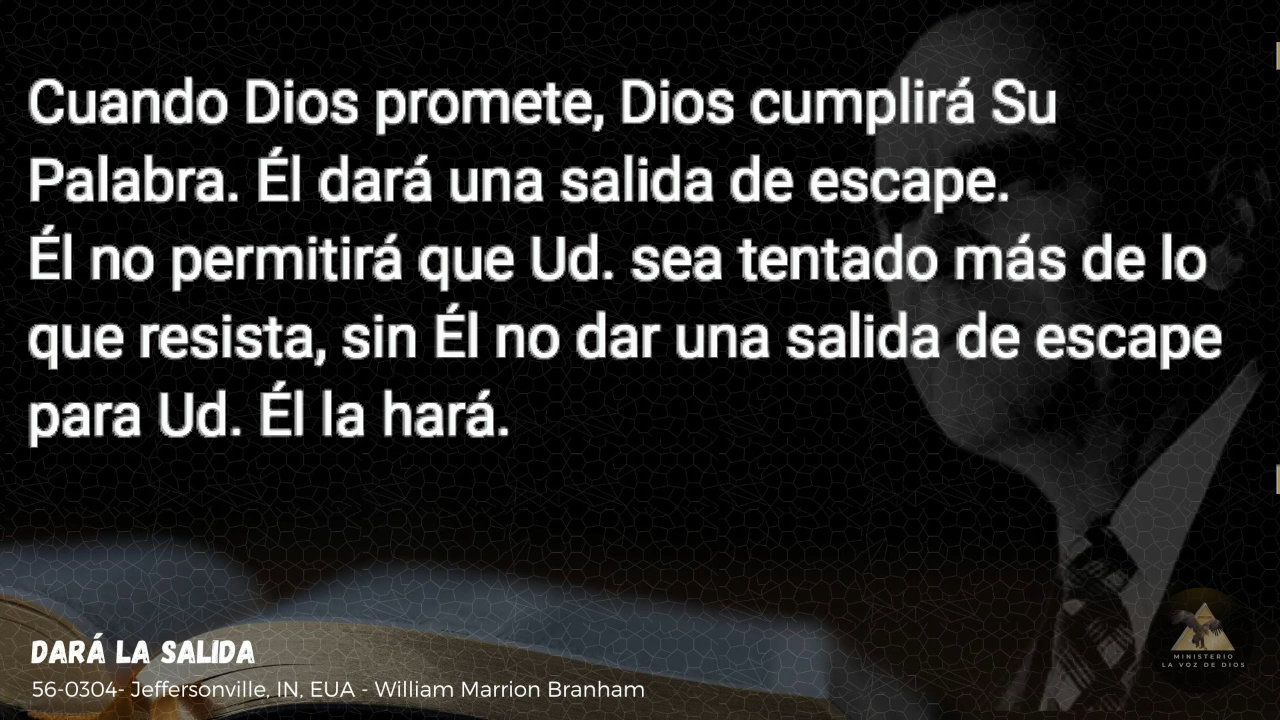 Cuando Dios promete, Dios cumplirá Su
Palabra. Él dará una salida de escape.
Él no permitirá que Ud. sea tentado más de lo
que resista, sin Él no dar una salida de escape
para Ud. Él la hará.
DARÁ LA SALIDA
56-0304- Jeffersonville, IN, EUA - William Marrion Branham
MINISTERIO
LA VOZ DE DIOS